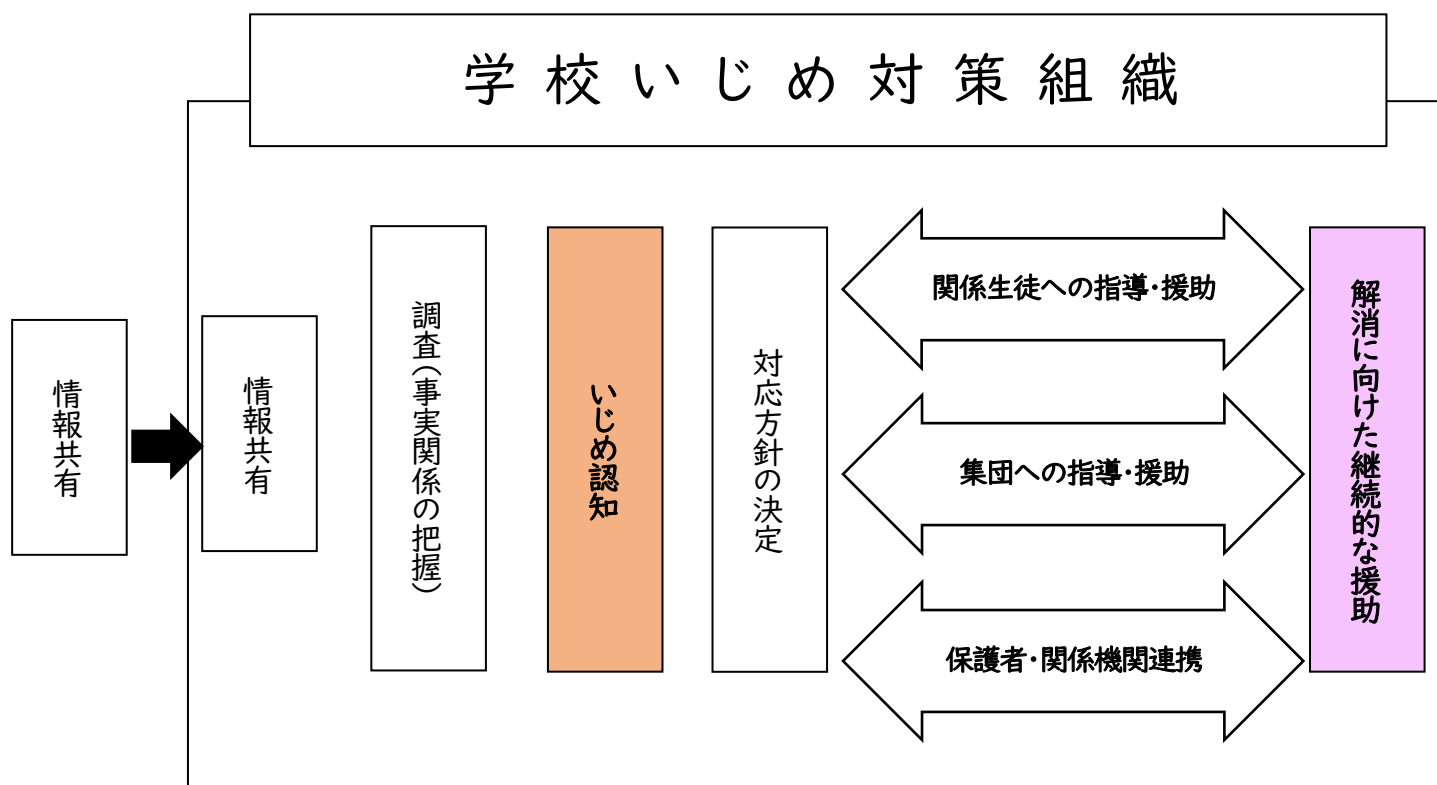 学校いじめ対策組織
情報共有
情報共有
調査(事実関係の把握)
いじめ認知
対応方針の決定
関係生徒への指導・援助
集団への指導・援助
保護者・関係機関連携
解消に向けた継続的な援助